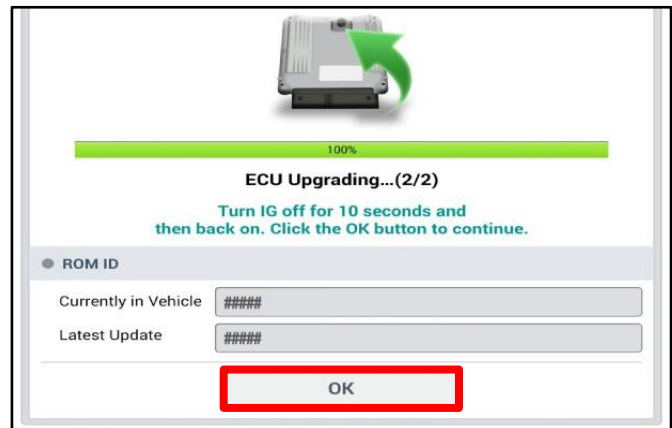 100%
ECU Upgrading...(2/2)
Turn IG off for 10 seconds and
then back on. Click the OK button to continue.
ROM ID
Currently in Vehicle #####
Latest Update #####
OK